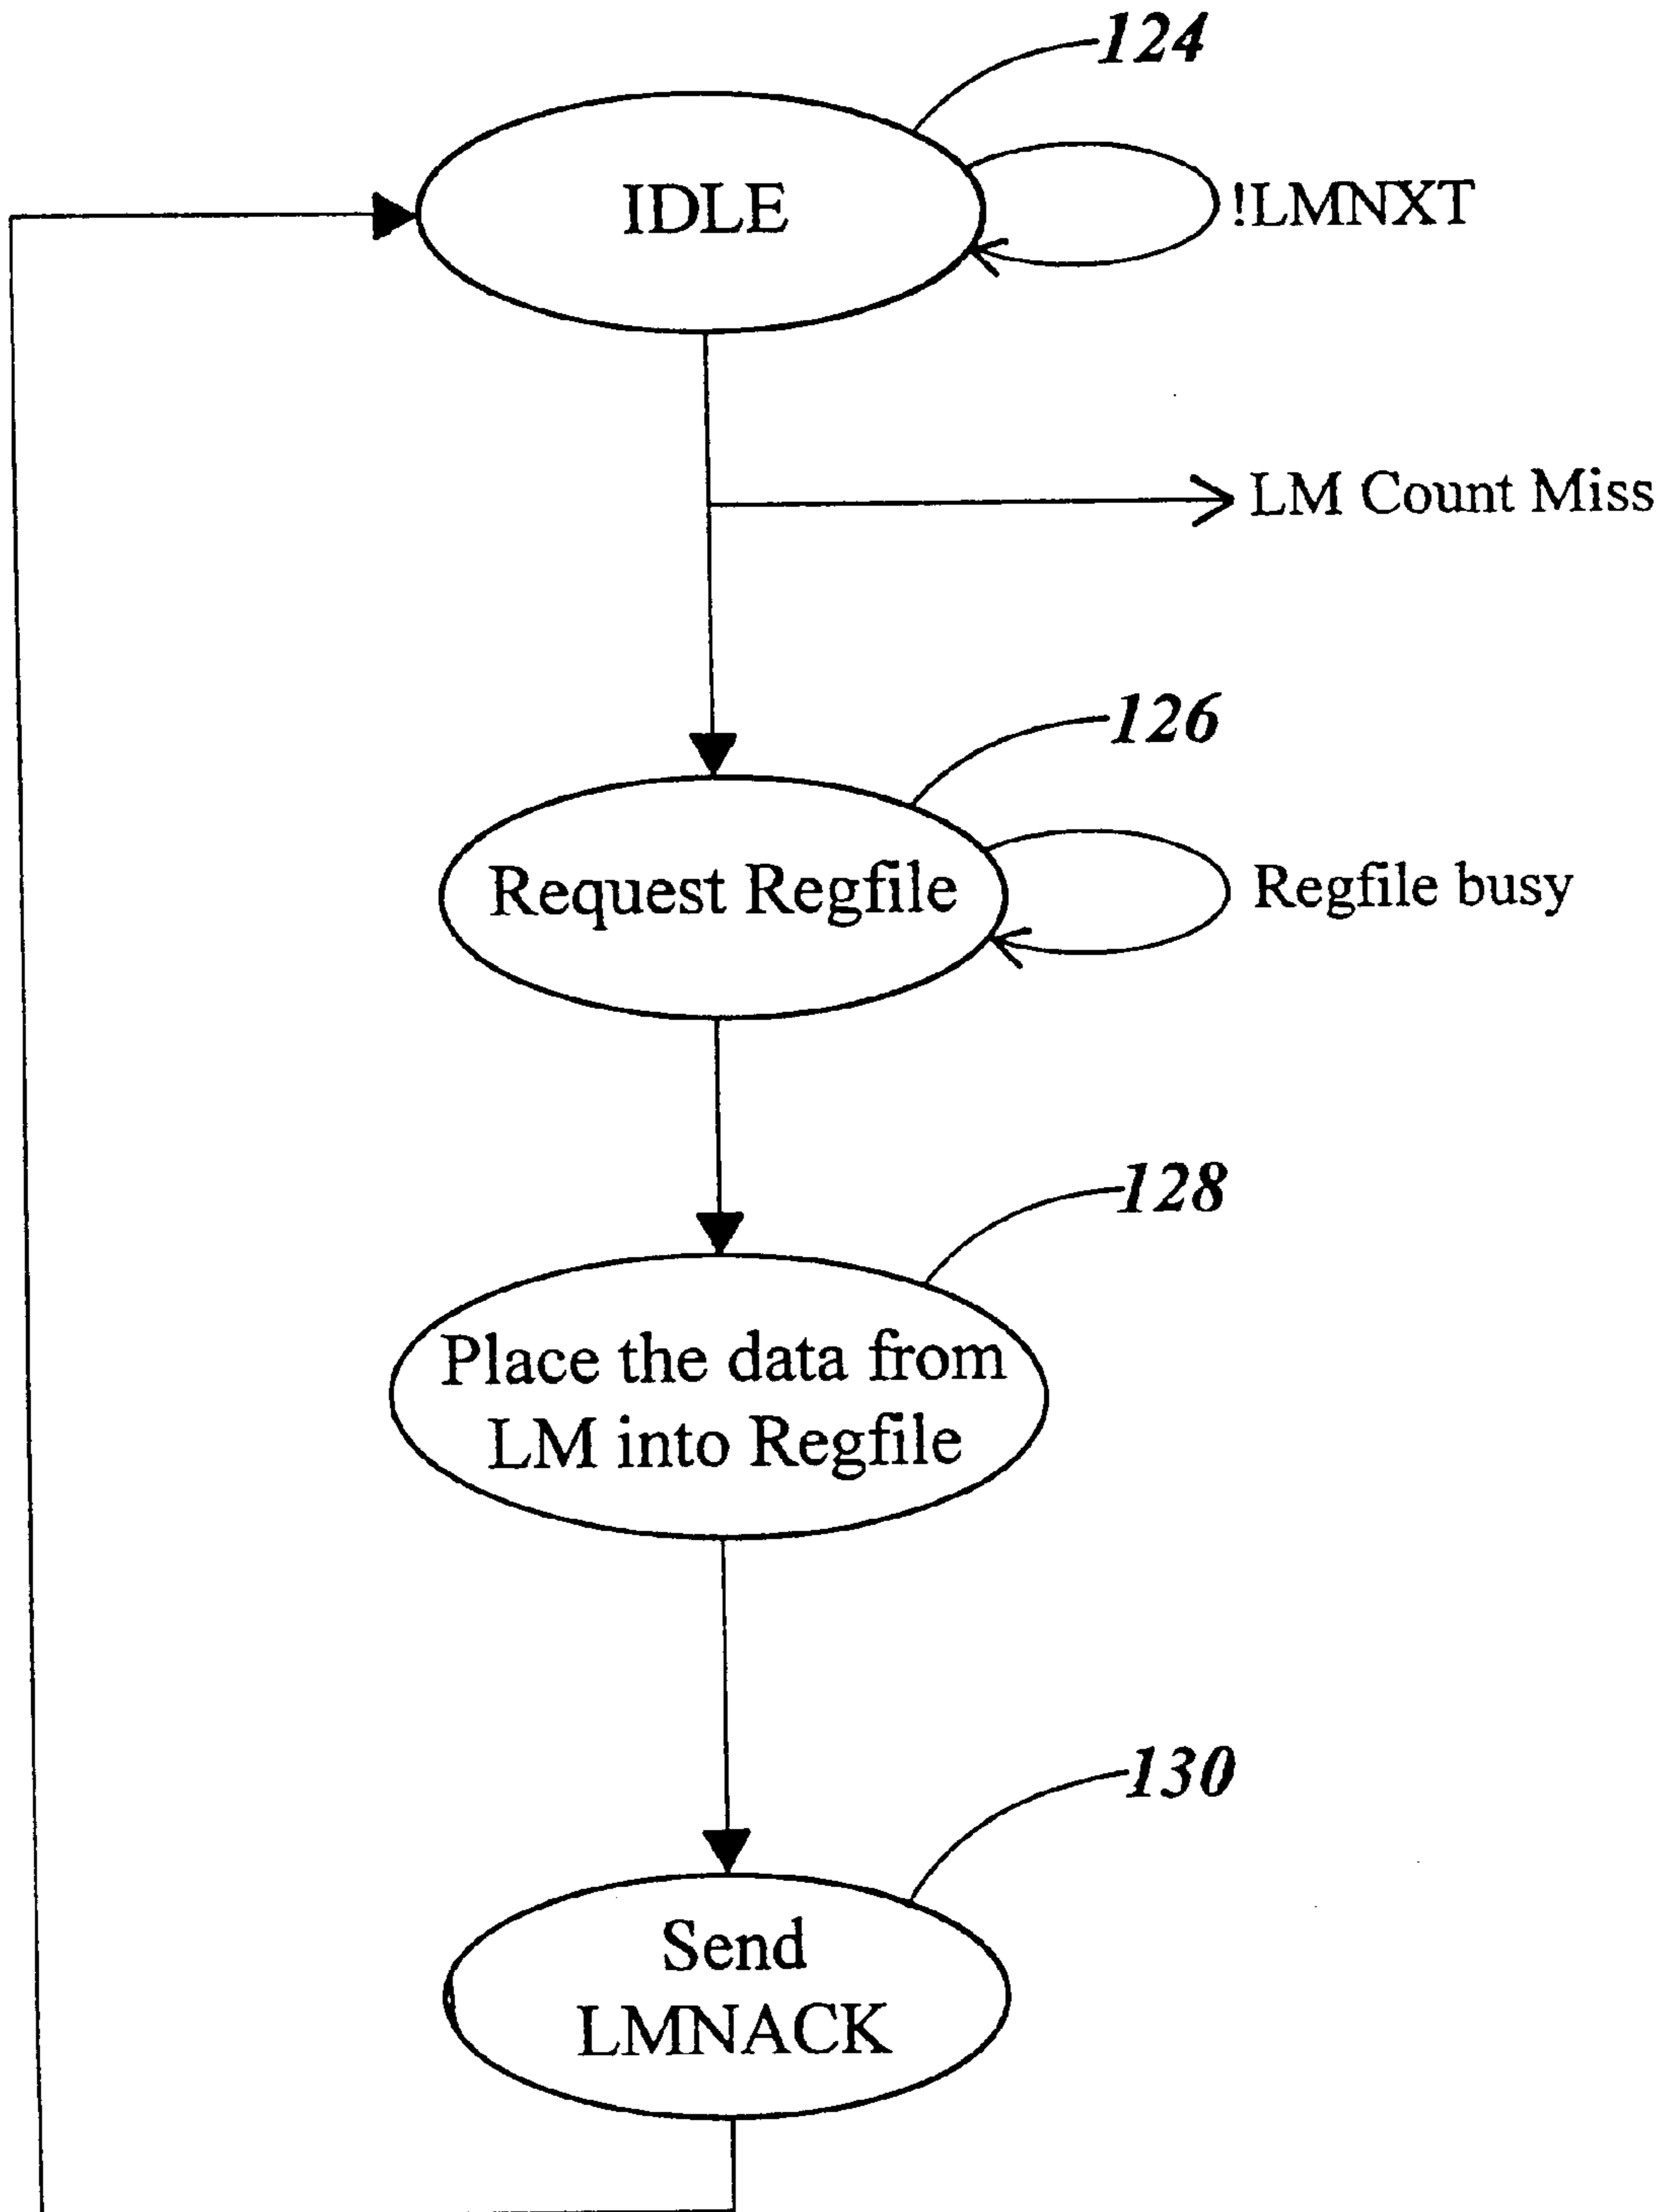 124
IDLE
!LMNXT
LM Count Miss
126
Request Regfile
Regfile busy
128
Place the data from
LM into Regfile
130
Send
LMNACK